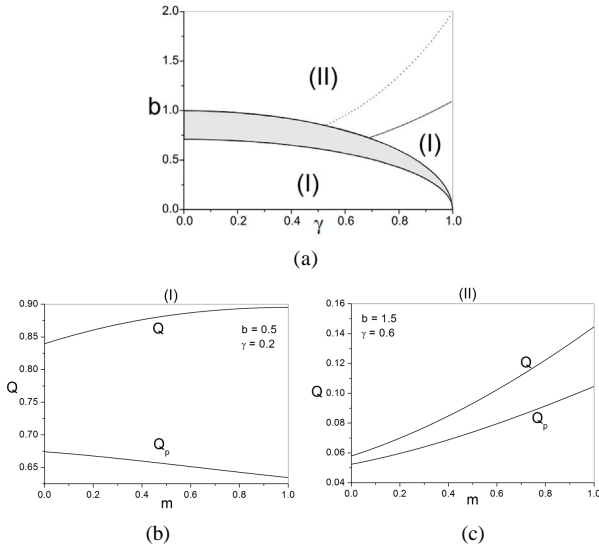 2.0
1.5
(II)
b
1.0
0.5
(I)
(I)
0.0
0.0 0.2 0.4 0.6 0.8 1.0
γ
(a)
(I)
0.90
Q
b = 0.5
γ = 0.2
0.85
0.80
Q
0.75
0.70
Qp
0.65
0.0 0.2 0.4 0.6 0.8 1.0
m
(b)
(II)
0.16
b = 1.5
γ = 0.6
0.14
Q
0.12
Q
0.10
Qp
0.08
0.06
0.04
0.0 0.2 0.4 0.6 0.8 1.0
m
(c)